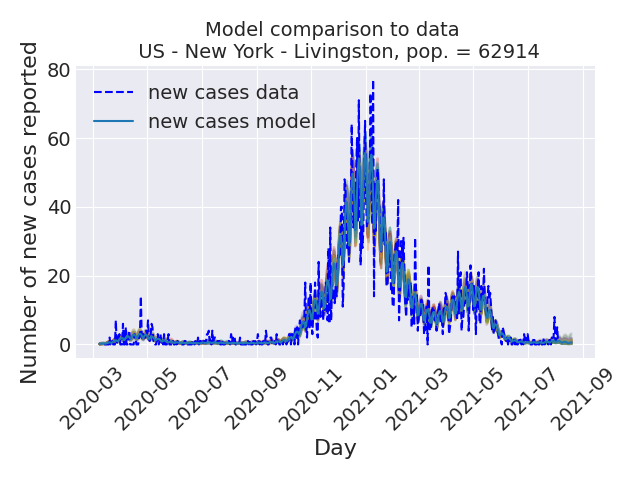 Model comparison to data
US - New York - Livingston, pop. = 62914
Number of new cases reported
80
60
40
20
0
new cases data
new cases model
2020-03
2020-05
2020-07
2020-09
2020-11
2021-01
2021-03
2021-05
2021-07
2021-09
Day